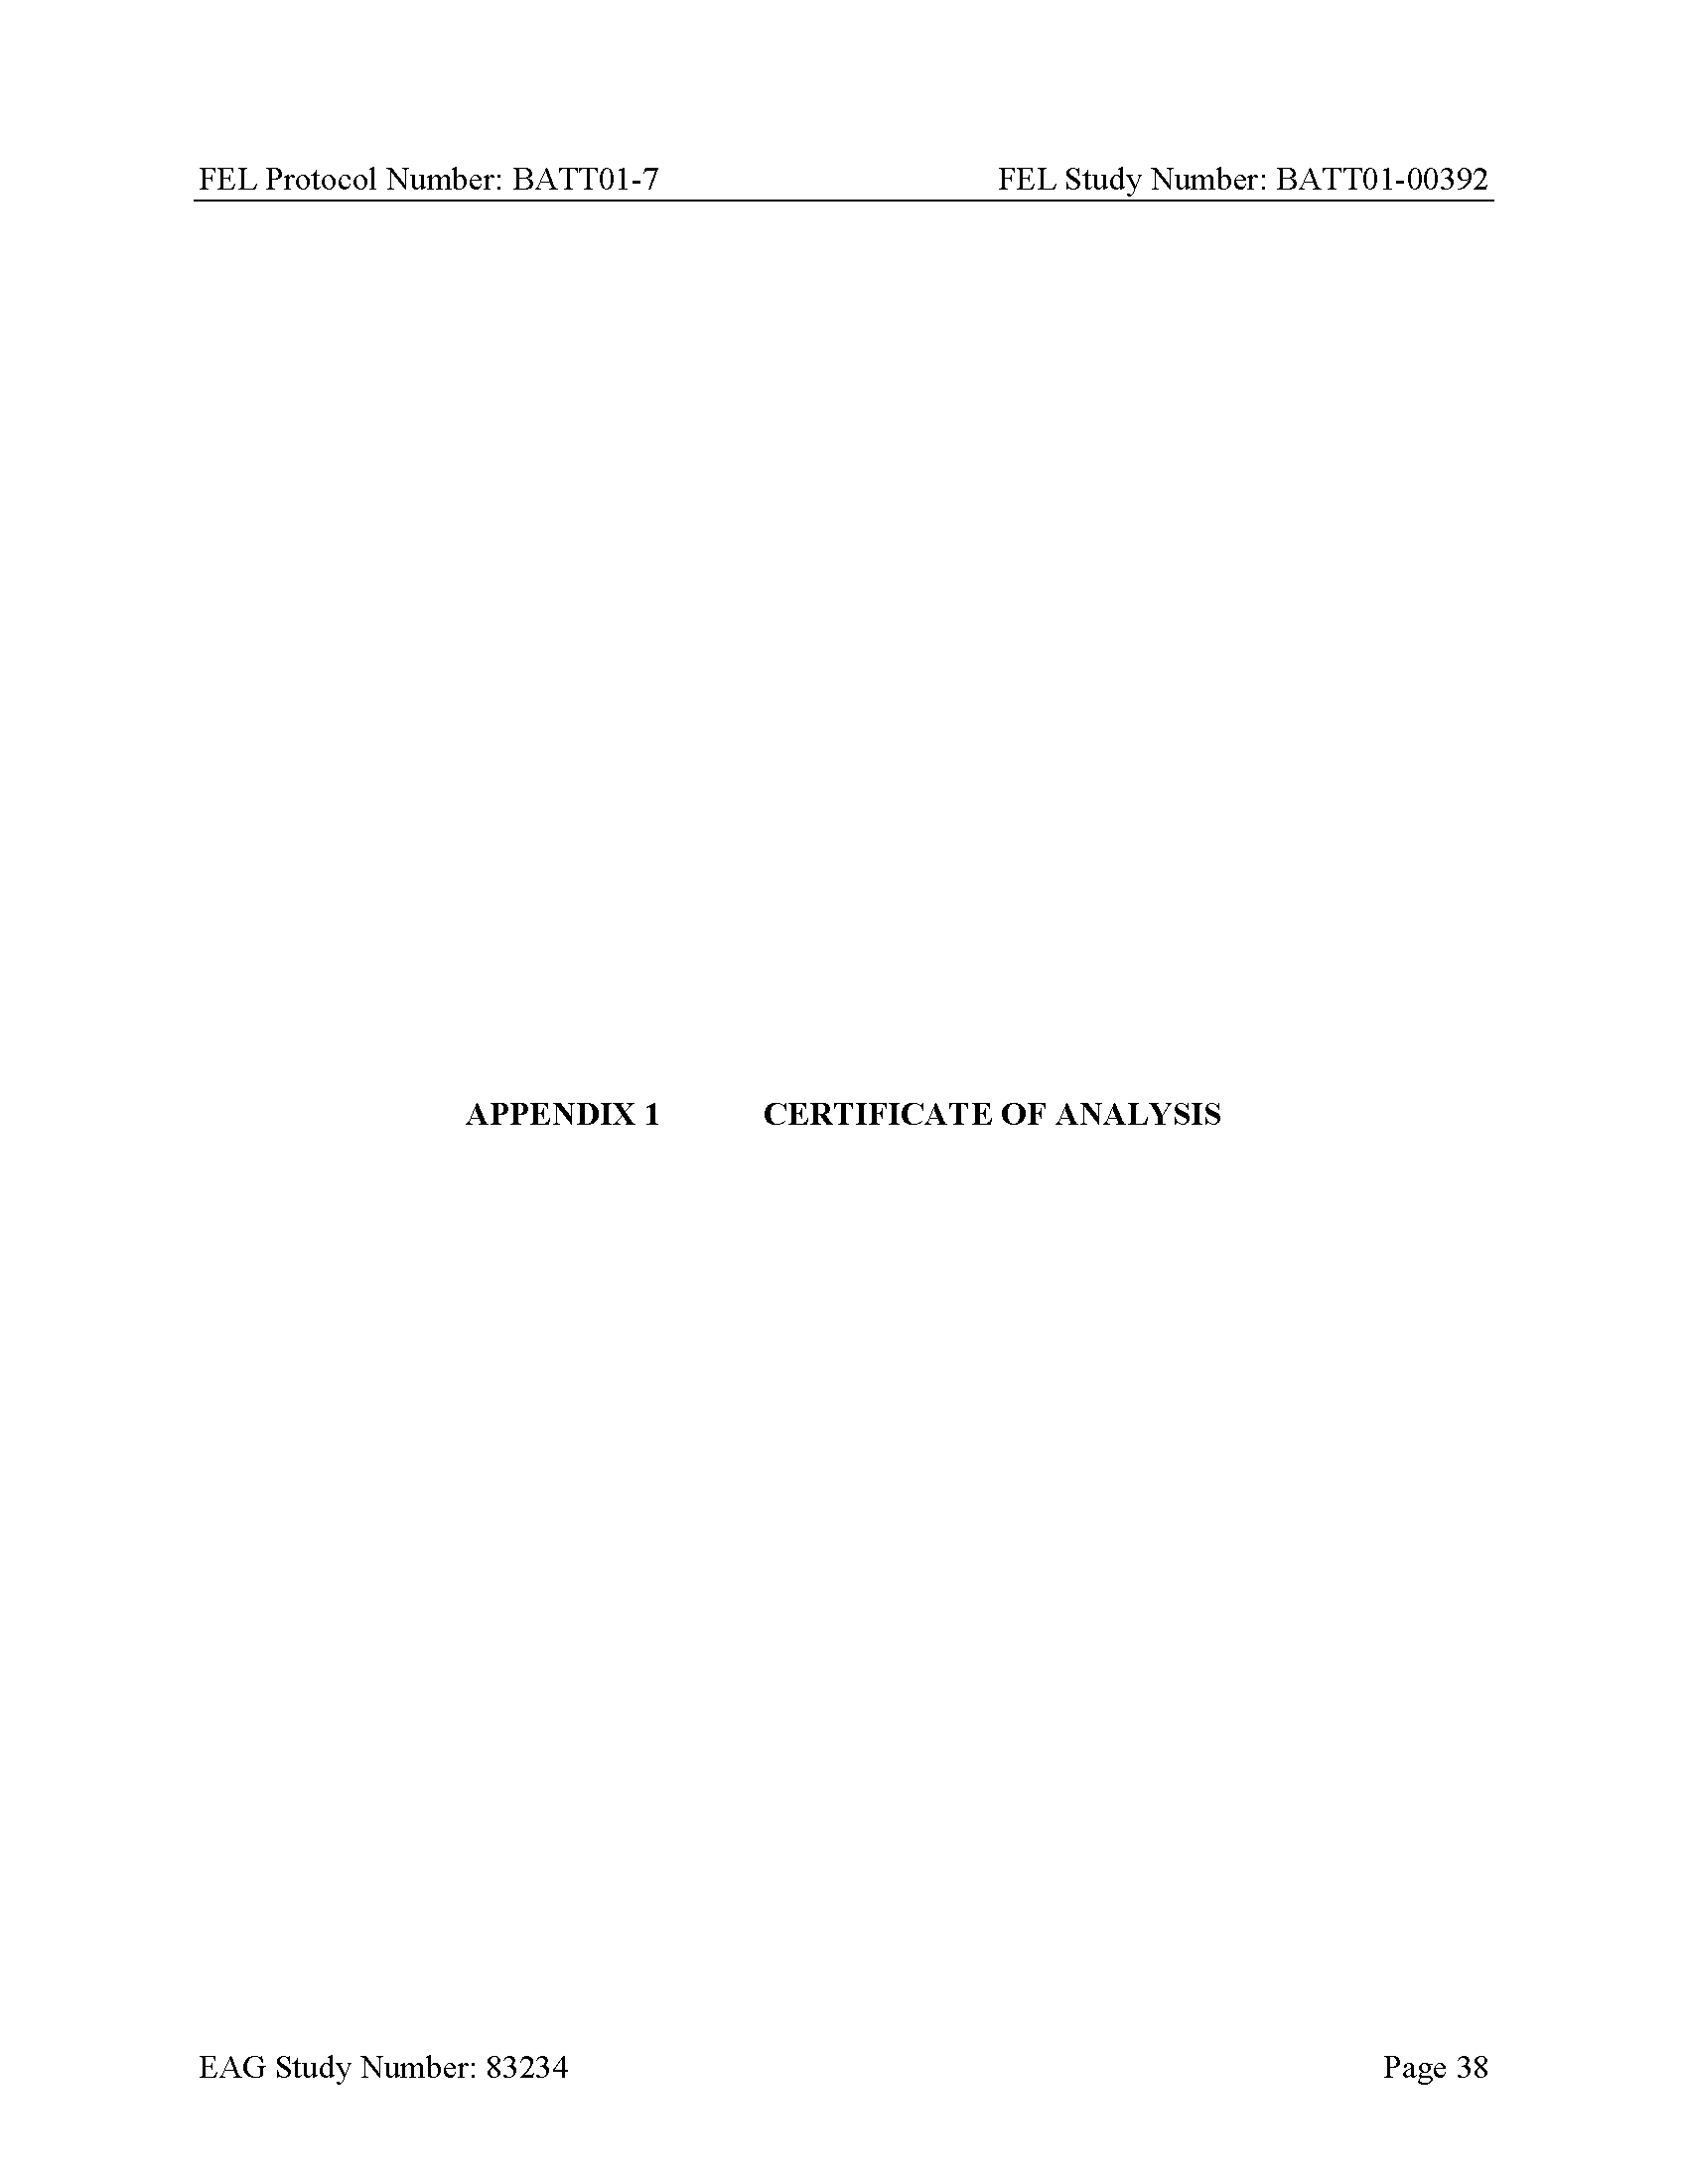 FEL Protocol Number: BATT01-7 FEL Study Number: BATT01-00392
APPENDIX 1 CERTIFICATE OF ANALYSIS
EAG Study Number: 83234 Page 38